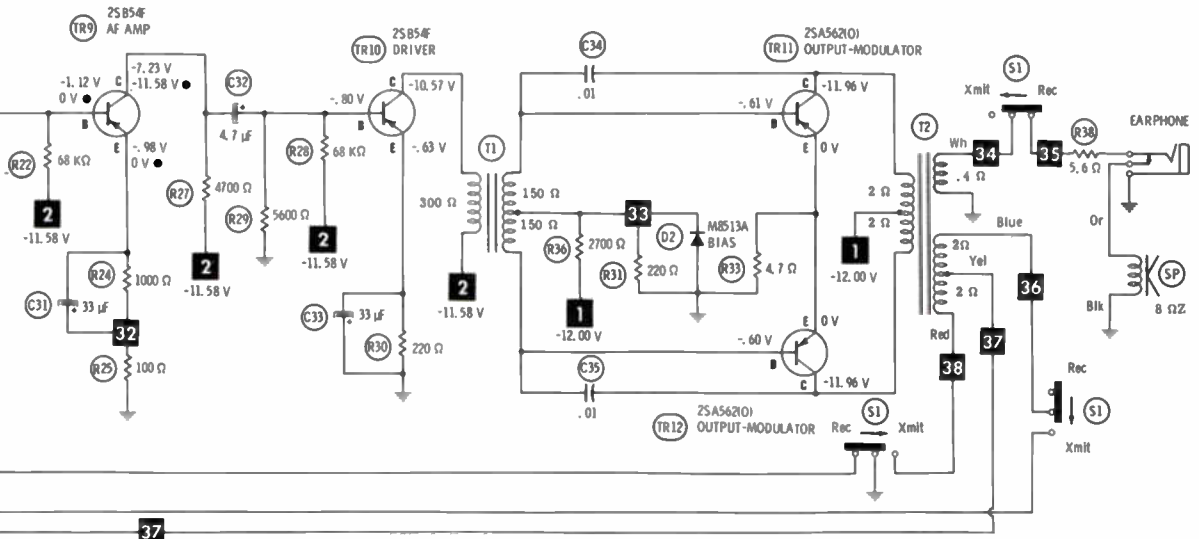 TR9
2SB54F
AF AMP
C
-7.23 V
-11.58 V
-1.12 V
0 V
B
E
-.98 V
0 V
R22
68 KΩ
2
-11.58 V
R27
4700 Ω
2
-11.58 V
C32
4.7 µF
R29
5600 Ω
R28
68 KΩ
2
-11.58 V
R24
1000 Ω
C31
33 µF
32
R25
100 Ω
TR10
2SB54F
DRIVER
C
-10.57 V
-.80 V
B
E
-.63 V
C33
33 µF
R30
220 Ω
T1
300 Ω
150 Ω
150 Ω
2
-11.58 V
C34
.01
R36
2700 Ω
1
-12.00 V
33
R31
220 Ω
D2
M8513A
BIAS
R33
4.7 Ω
C35
.01
TR11
2SA562(O)
OUTPUT-MODULATOR
C
-11.96 V
-.61 V
B
E
0 V
0 V
E
-.60 V
B
C
-11.96 V
TR12
2SA562(O)
OUTPUT-MODULATOR
T2
2 Ω
2 Ω
1
-12.00 V
Wh
.4 Ω
34
S1
Xmit
Rec
35
R38
5.6 Ω
EARPHONE
Blue
2Ω
Yel
2 Ω
Red
36
37
38
Or
Blk
SP
8 ΩZ
Rec
S1
Xmit
S1
Rec
Xmit
37